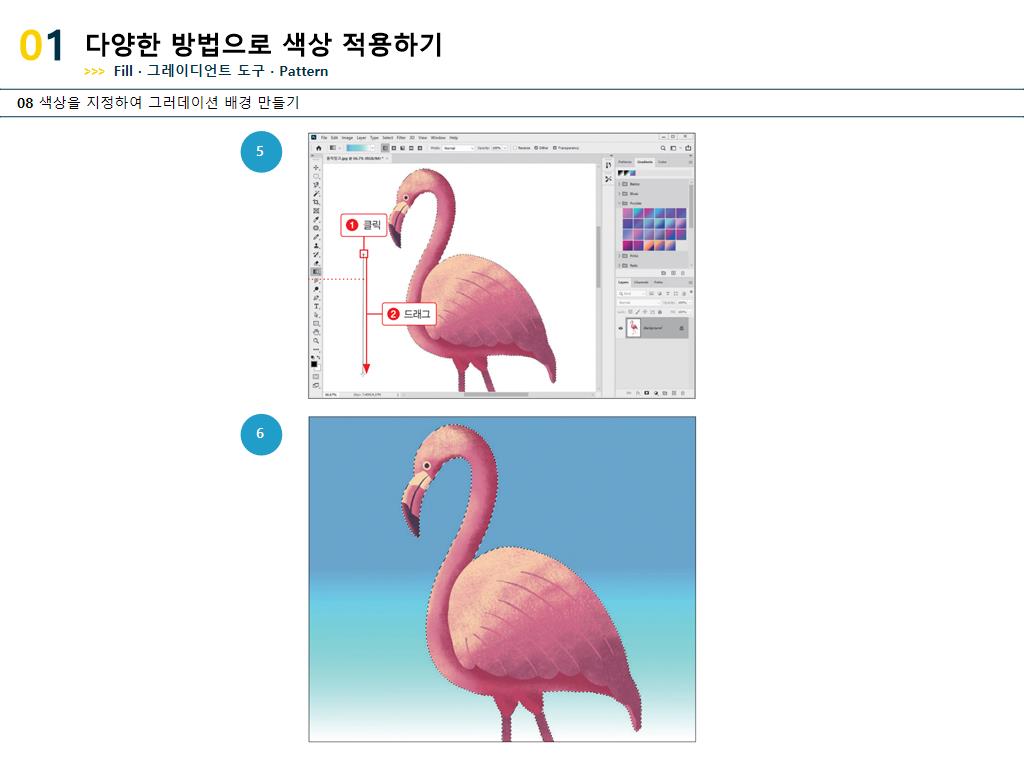 01 다양한 방법으로 색상 적용하기
>>> Fill · 그레이디언트 도구 · Pattern
08 색상을 지정하여 그러데이션 배경 만들기
5
File Edit Image Layer Type Select Filter 3D View Window Help
Patterns Gradients Color
Basics
Blues
Purples
Pinks
Reds
Layers Channels Paths
Background
1 클릭
2 드래그
6